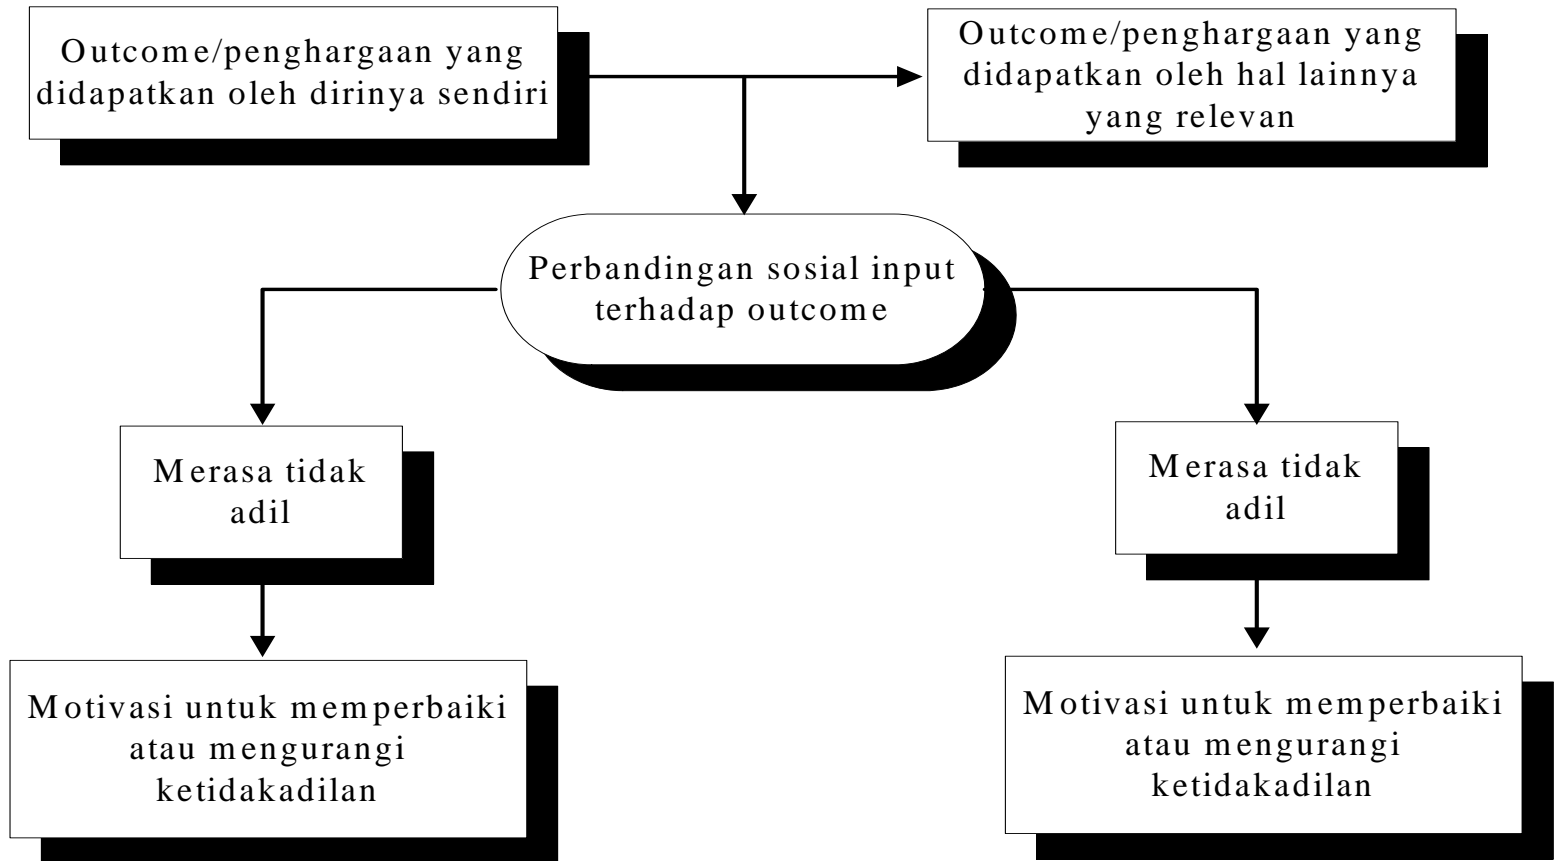 Outcome/penghargaan yang
didapatkan oleh dirinya sendiri
Outcome/penghargaan yang
didapatkan oleh hal lainnya
yang relevan
Perbandingan sosial input
terhadap outcome
Merasa tidak
adil
Merasa tidak
adil
Motivasi untuk memperbaiki
atau mengurangi
ketidakadilan
Motivasi untuk memperbaiki
atau mengurangi
ketidakadilan